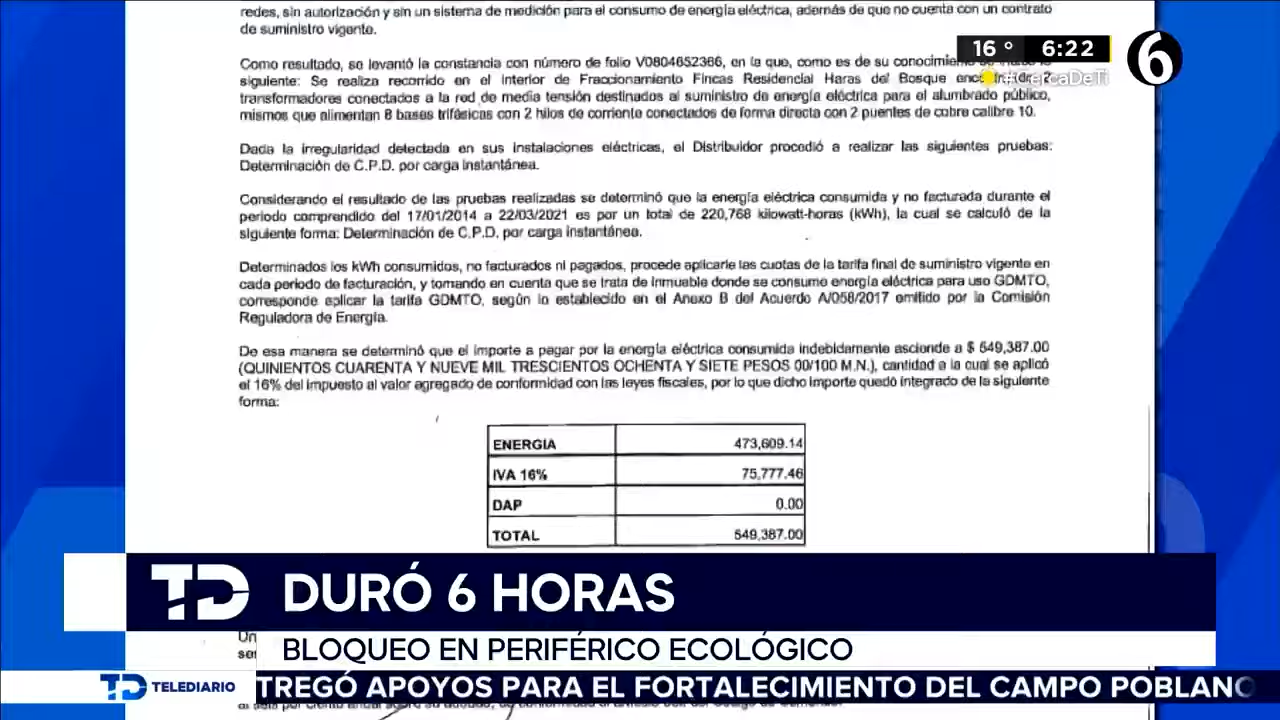 redes, sin autorización y sin un sistema de medición para el consumo de energía eléctrica, además de que no cuenta con un contrato
de suministro vigente.
Como resultado, se levantó la constancia con número de folio V0804652366, en la que, como es de su conocimiento
siguiente: Se realiza recorrido en el interior de Fraccionamiento Fincas Residencial Haras del Bosque
transformadores conectados a la red de media tensión destinados al suministro de energía eléctrica para el alumbrado público,
mismos que alimentan 8 bases trifásicas con 2 hilos de corriente conectados de forma directa con 2 puentes de cobre calibre 10.
Dada la irregularidad detectada en sus instalaciones eléctricas, el Distribuidor procedió a realizar las siguientes pruebas:
Determinación de C.P.D. por carga instantánea.
Considerando el resultado de las pruebas realizadas se determinó que la energía eléctrica consumida y no facturada durante el
periodo comprendido del 17/01/2014 a 22/03/2021 es por un total de 220,768 kilowatt-horas (kWh), la cual se calculó de la
siguiente forma: Determinación de C.P.D. por carga instantánea.
Determinados los kWh consumidos, no facturados ni pagados, procede aplicarle las cuotas de la tarifa final de suministro vigente en
cada periodo de facturación, y tomando en cuenta que se trata de inmueble donde se consume energía eléctrica para uso GDMTO,
corresponde aplicar la tarifa GDMTO, según lo establecido en el Anexo B del Acuerdo A/058/2017 emitido por la Comisión
Reguladora de Energía.
De esa manera se determinó que el importe a pagar por la energía eléctrica consumida indebidamente asciende a $ 549,387.00
(QUINIENTOS CUARENTA Y NUEVE MIL TRESCIENTOS OCHENTA Y SIETE PESOS 00/100 M.N.), cantidad a la cual se aplicó
el 16% del impuesto al valor agregado de conformidad con las leyes fiscales, por lo que dicho importe quedó integrado de la siguiente
forma:
ENERGIA 473,609.14
IVA 16% 75,777.46
DAP 0.00
TOTAL 549,387.00
16 ° 6:22
6
#CercaDeTi
TD DURÓ 6 HORAS
BLOQUEO EN PERIFÉRICO ECOLÓGICO
TD TELEDIARIO TREGÓ APOYOS PARA EL FORTALECIMIENTO DEL CAMPO POBLANO